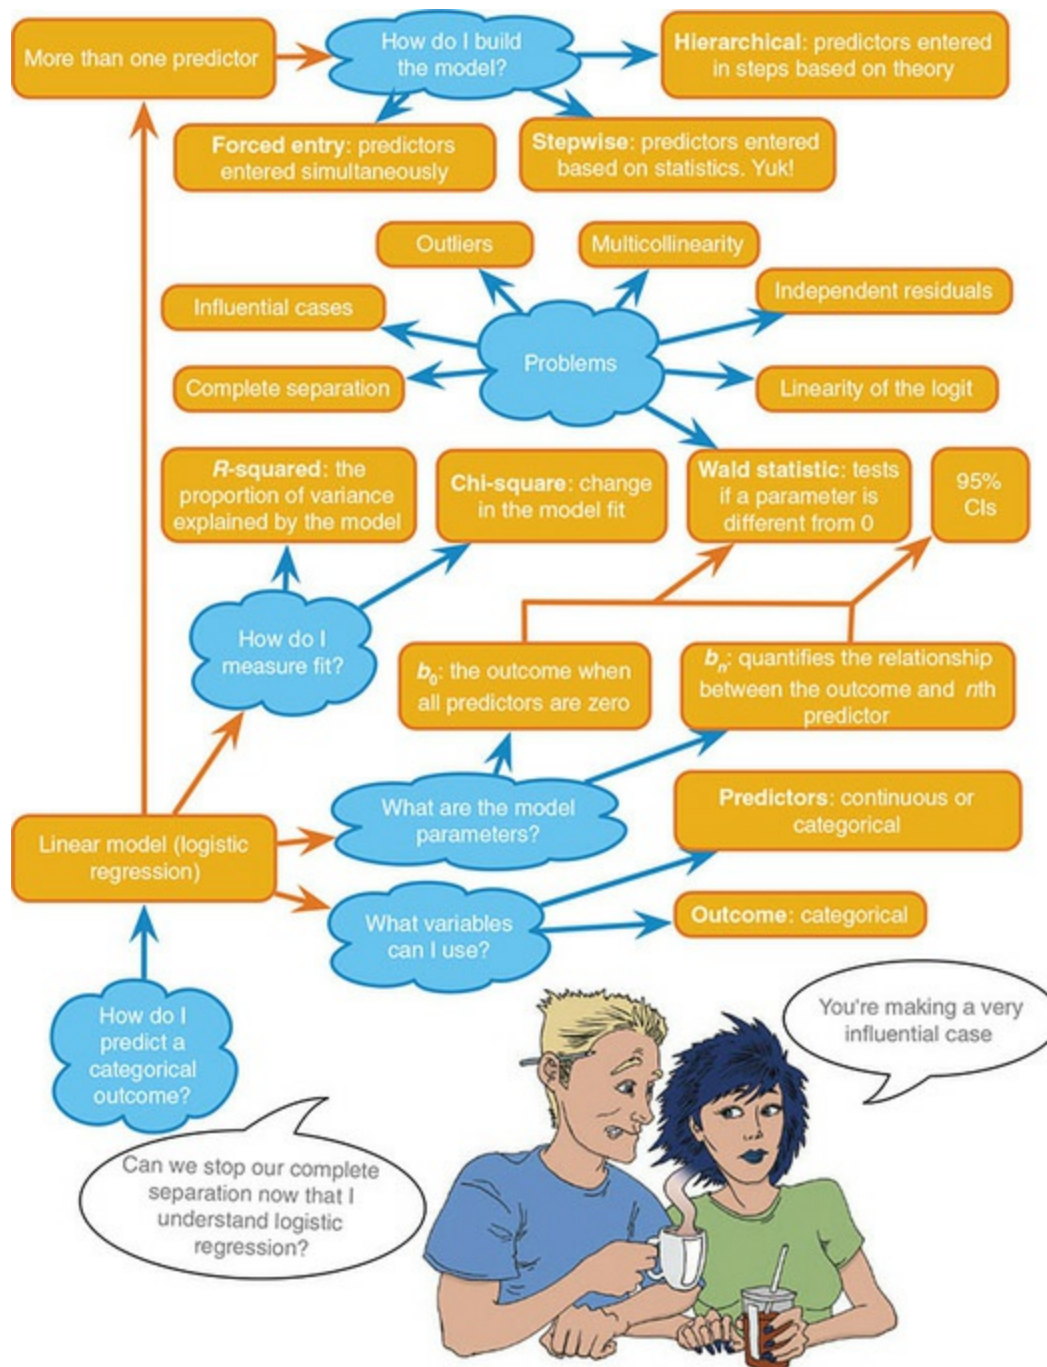 More than one predictor
How do I build
the model?
Hierarchical: predictors entered
in steps based on theory
Forced entry: predictors
entered simultaneously
Stepwise: predictors entered
based on statistics. Yuk!
Outliers
Multicollinearity
Influential cases
Independent residuals
Problems
Complete separation
Linearity of the logit
R-squared: the
proportion of variance
explained by the model
Chi-square: change
in the model fit
Wald statistic: tests
if a parameter is
different from 0
95%
CIs
How do I
measure fit?
b0: the outcome when
all predictors are zero
bn: quantifies the relationship
between the outcome and nth
predictor
What are the model
parameters?
Predictors: continuous or
categorical
Linear model (logistic
regression)
What variables
can I use?
Outcome: categorical
How do I
predict a
categorical
outcome?
You're making a very
influential case
Can we stop our complete
separation now that I
understand logistic
regression?